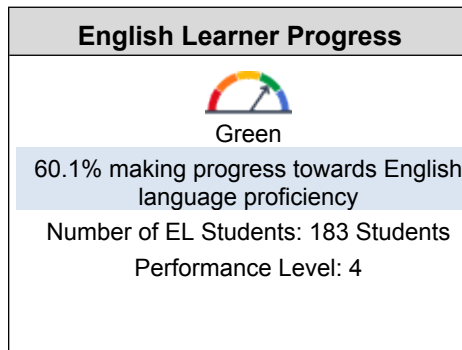 English Learner Progress
Green
60.1% making progress towards English
language proficiency
Number of EL Students: 183 Students
Performance Level: 4